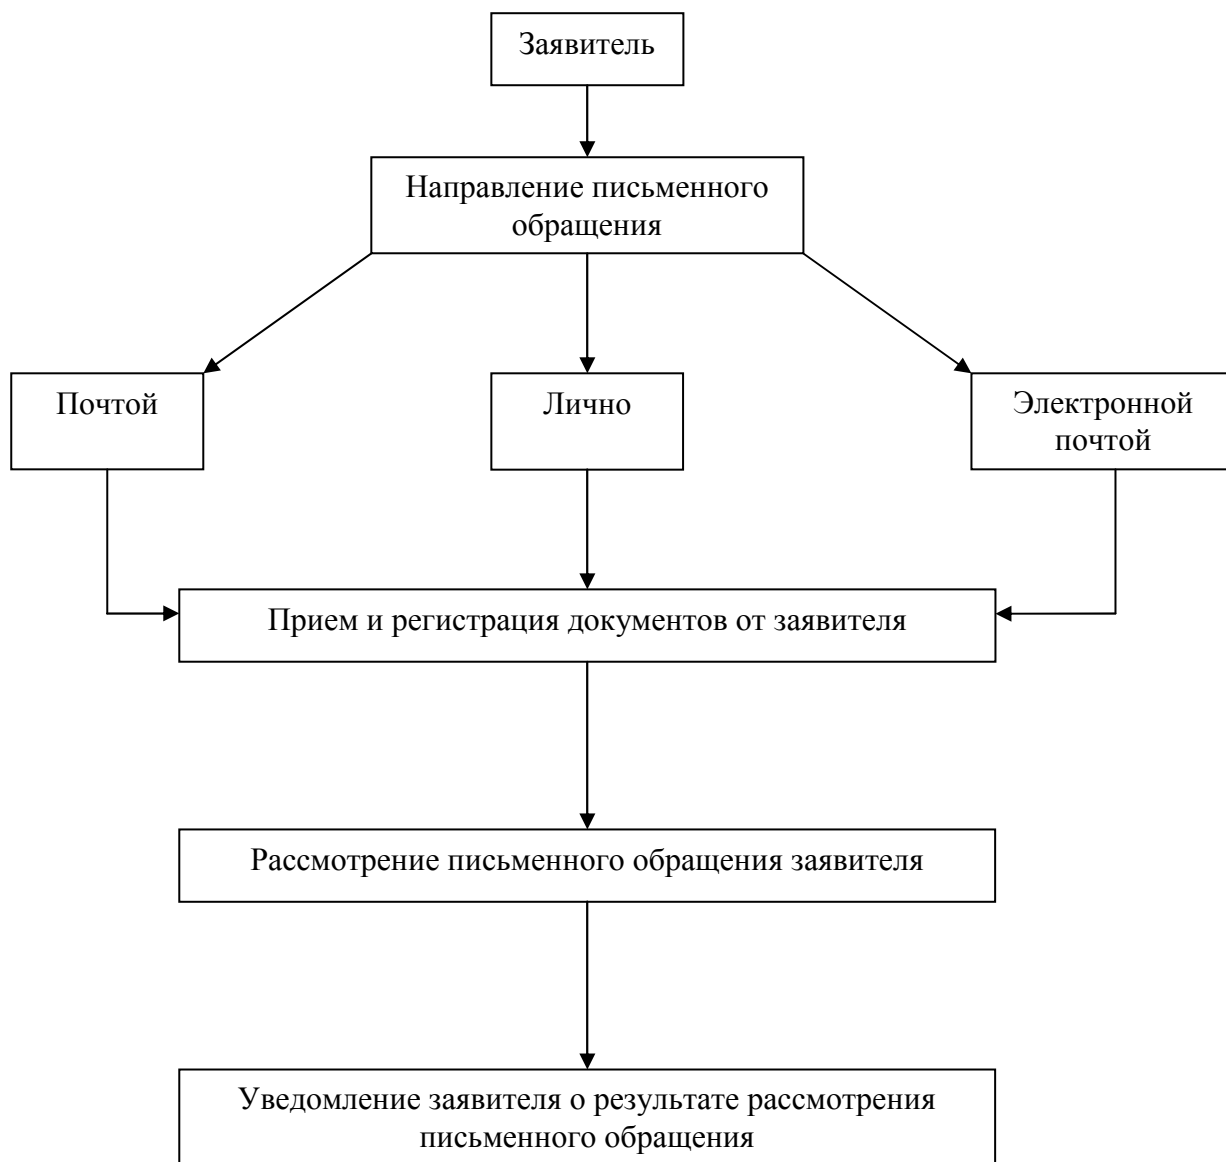 Заявитель
Направление письменного
обращения
Почтой
Лично
Электронной
почтой
Прием и регистрация документов от заявителя
Рассмотрение письменного обращения заявителя
Уведомление заявителя о результате рассмотрения
письменного обращения